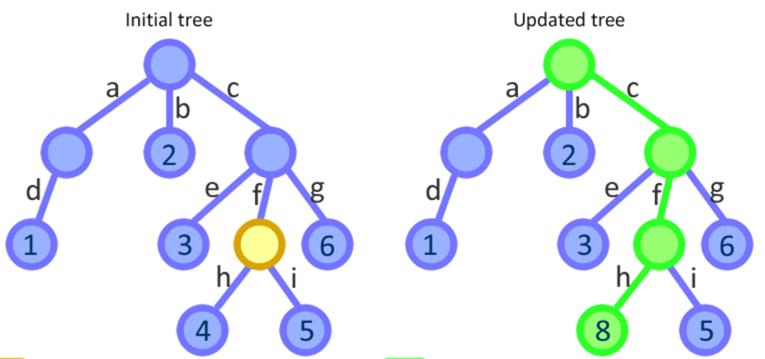 Initial tree Updated tree
a b c a b c
2 2
d e f g d e f g
1 3 6 1 3 6
h i h i
4 5 8 5